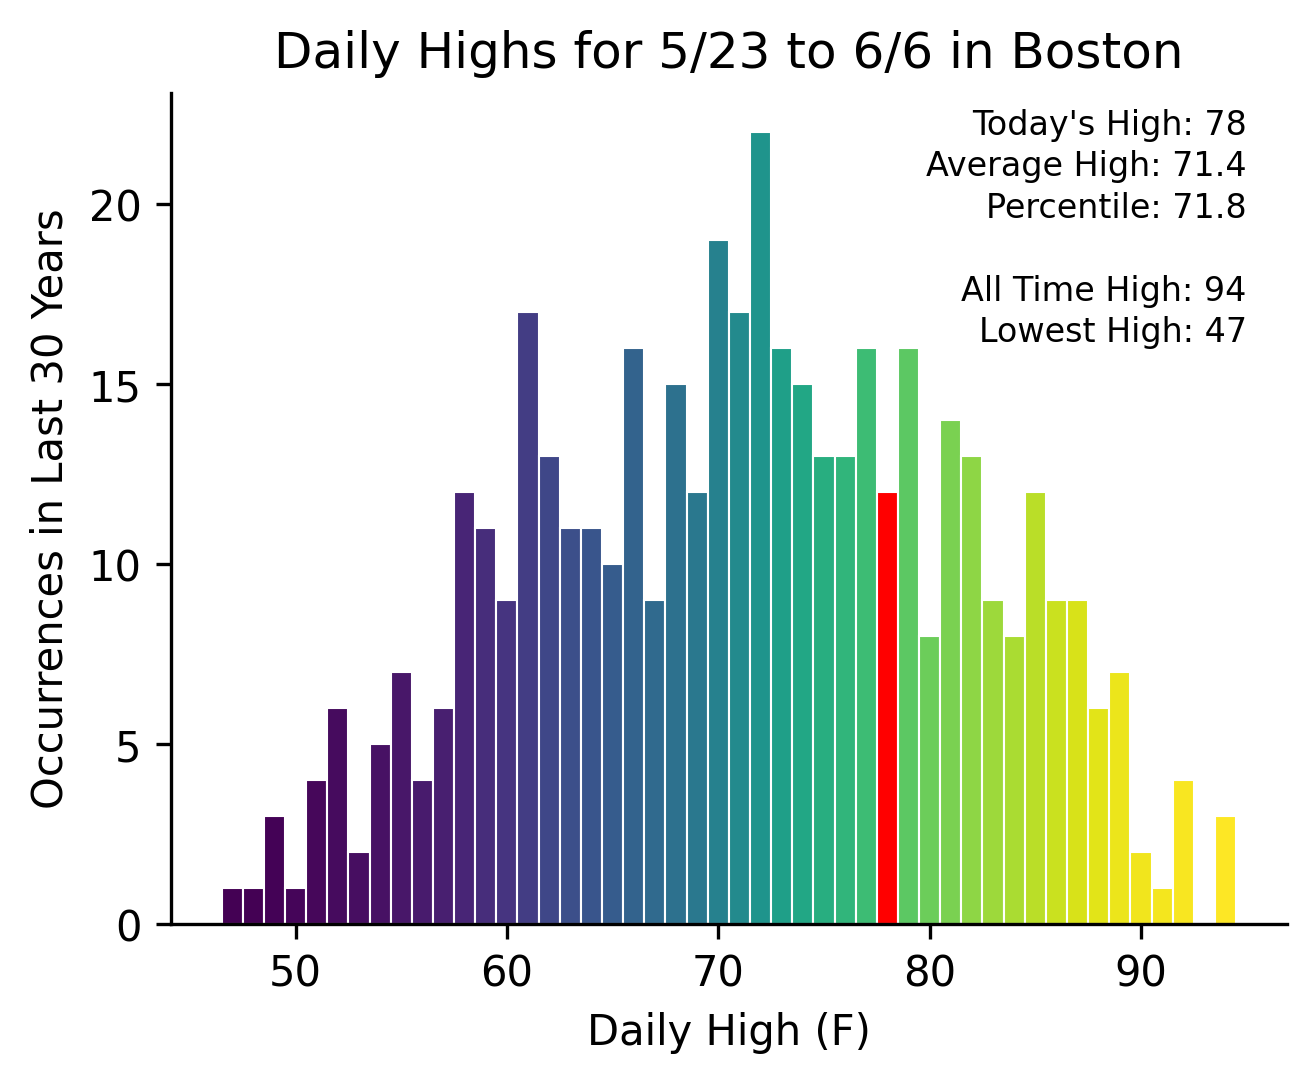 Daily Highs for 5/23 to 6/6 in Boston
Today's High: 78
Average High: 71.4
Percentile: 71.8
All Time High: 94
Lowest High: 47
Occurrences in Last 30 Years
20
15
10
5
0
50
60
70
80
90
Daily High (F)